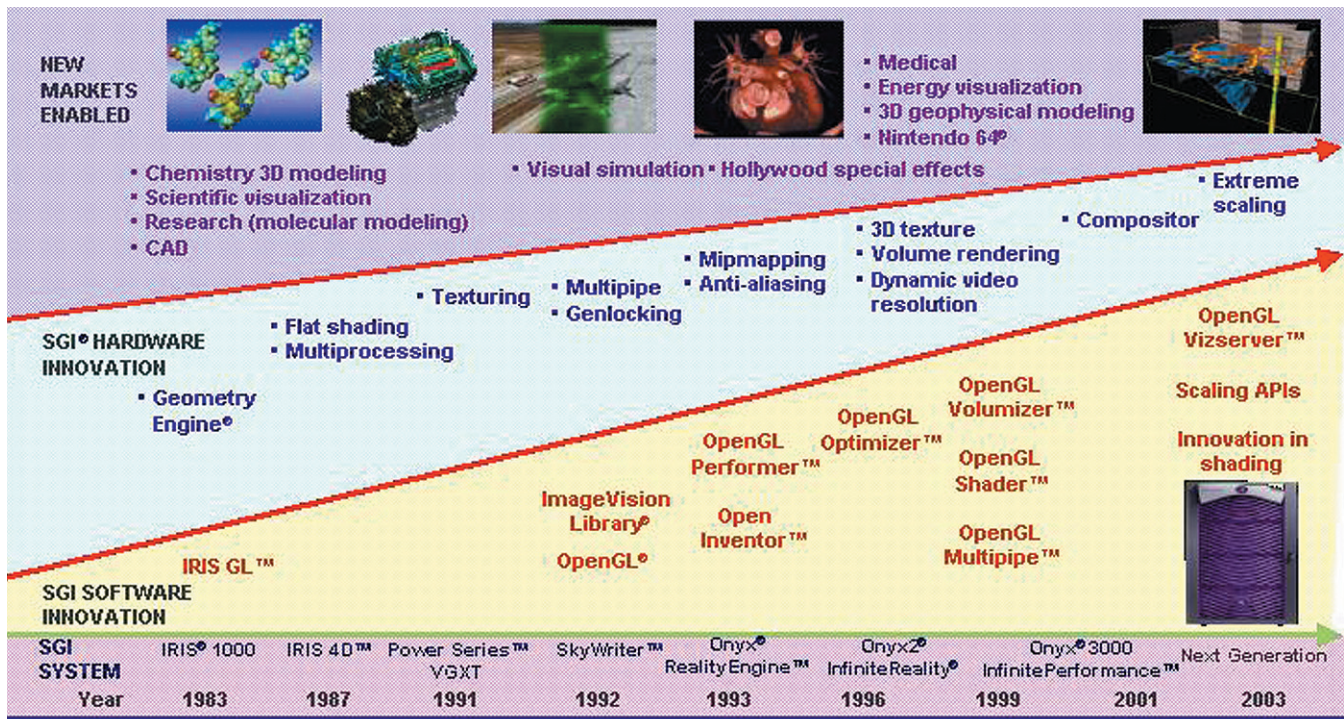 NEW
MARKETS
ENABLED
▪ Chemistry 3D modeling
▪ Scientific visualization
▪ Research (molecular modeling)
▪ CAD
▪ Visual simulation
▪ Hollywood special effects
▪ Medical
▪ Energy visualization
▪ 3D geophysical modeling
▪ Nintendo 64®
SGI® HARDWARE
INNOVATION
▪ Geometry
Engine®
▪ Flat shading
▪ Multiprocessing
▪ Texturing
▪ Multipipe
▪ Genlocking
▪ Mipmapping
▪ Anti-aliasing
▪ 3D texture
▪ Volume rendering
▪ Dynamic video
resolution
▪ Compositor
▪ Extreme
scaling
SGI SOFTWARE
INNOVATION
IRIS GL™
ImageVision
Library®
OpenGL®
OpenGL
Performer™
Open
Inventor™
OpenGL
Optimizer™
OpenGL
Volumizer™
OpenGL
Shader™
OpenGL
Multipipe™
OpenGL
Vizserver™
Scaling APIs
Innovation in
shading
SGI
SYSTEM
IRIS® 1000
IRIS 4D™
Power Series™
VGXT
SkyWriter™
Onyx®
RealityEngine™
Onyx2®
InfiniteReality®
Onyx® 3000
InfinitePerformance™
Next Generation
Year 1983 1987 1991 1992 1993 1996 1999 2001 2003